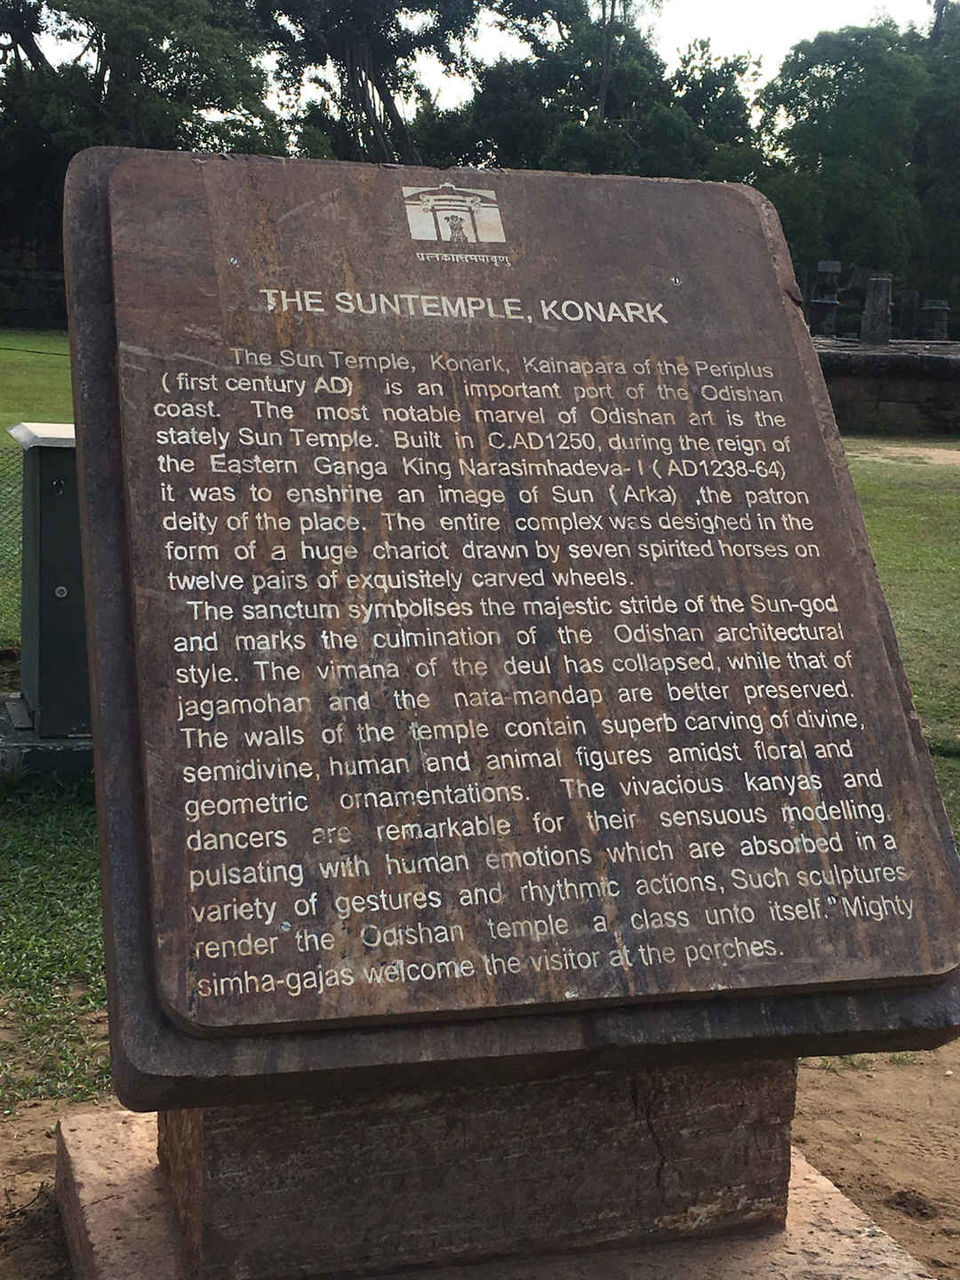 प्रत्नकीर्तिमपावृणु
THE SUNTEMPLE, KONARK
The Sun Temple, Konark, Kainapara of the Periplus
( first century AD) is an important port of the Odishan
coast. The most notable marvel of Odishan art is the
stately Sun Temple. Built in C.AD1250, during the reign of
the Eastern Ganga King Narasimhadeva- I ( AD1238-64)
it was to enshrine an image of Sun (Arka) ,the patron
deity of the place. The entire complex was designed in the
form of a huge chariot drawn by seven spirited horses on
twelve pairs of exquisitely carved wheels.
The sanctum symbolises the majestic stride of the Sun-god
and marks the culmination of the Odishan architectural
style. The vimana of the deul has collapsed, while that of
jagamohan and the nata-mandap are better preserved.
The walls of the temple contain superb carving of divine,
semidivine, human and animal figures amidst floral and
geometric ornamentations. The vivacious kanyas and
dancers are remarkable for their sensuous modelling,
pulsating with human emotions which are absorbed in a
variety of gestures and rhythmic actions, Such sculptures
render "the Odishan temple a class unto itself." Mighty
simha-gajas welcome the visitor at the porches.